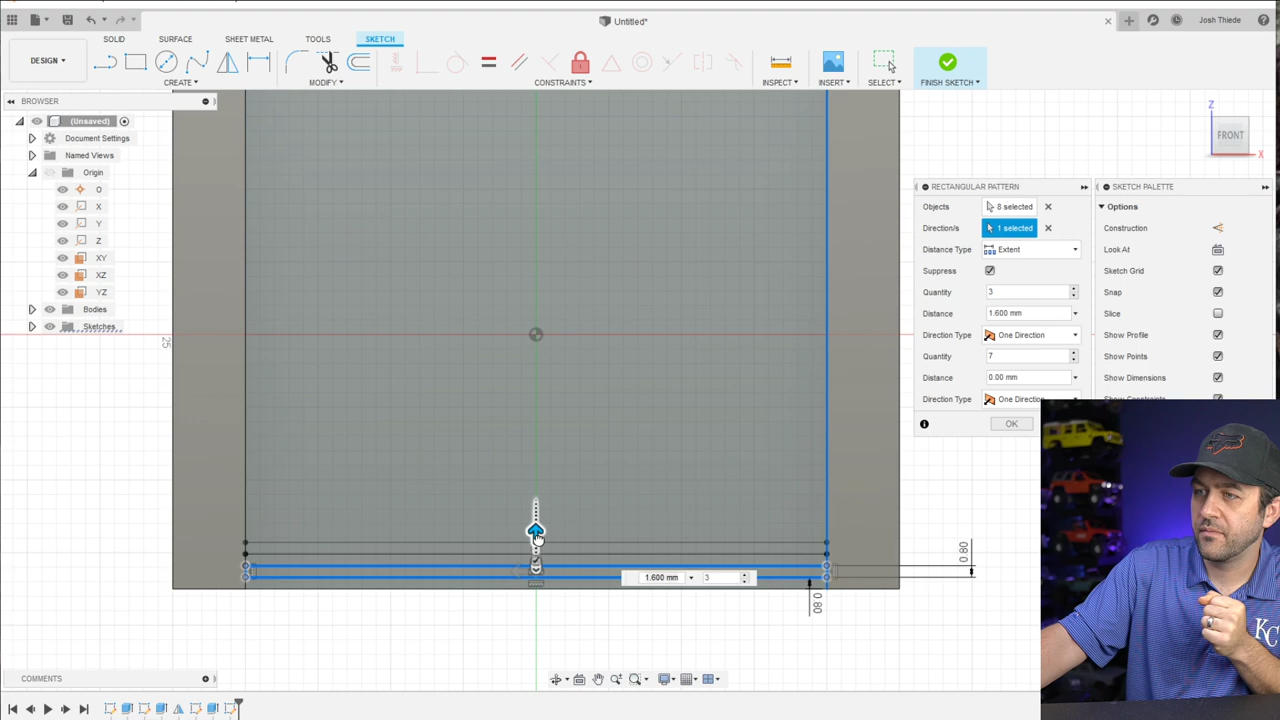 Untitled*
Josh Thiede
SOLID
SURFACE
SHEET METAL
TOOLS
SKETCH
DESIGN
CREATE
MODIFY
CONSTRAINTS
INSPECT
INSERT
SELECT
FINISH SKETCH
BROWSER
(Unsaved)
Document Settings
Named Views
Origin
O
X
Y
Z
XY
XZ
YZ
Bodies
Sketches
25
Z
FRONT
X
RECTANGULAR PATTERN
Objects
8 selected
Direction/s
1 selected
Distance Type
Extent
Suppress
Quantity
3
Distance
1.600 mm
Direction Type
One Direction
Quantity
7
Distance
0.00 mm
Direction Type
One Direction
OK
SKETCH PALETTE
Options
Construction
Look At
Sketch Grid
Snap
Slice
Show Profile
Show Points
Show Dimensions
0.80
1.600 mm
3
0.80
KC
COMMENTS